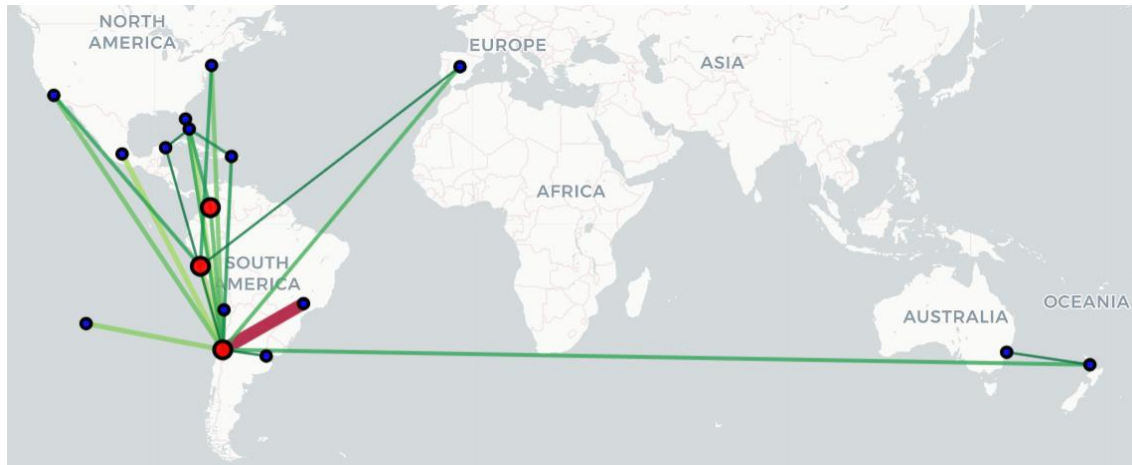 NORTH
AMERICA
EUROPE
ASIA
AFRICA
SOUTH
AMERICA
OCEANIA
AUSTRALIA